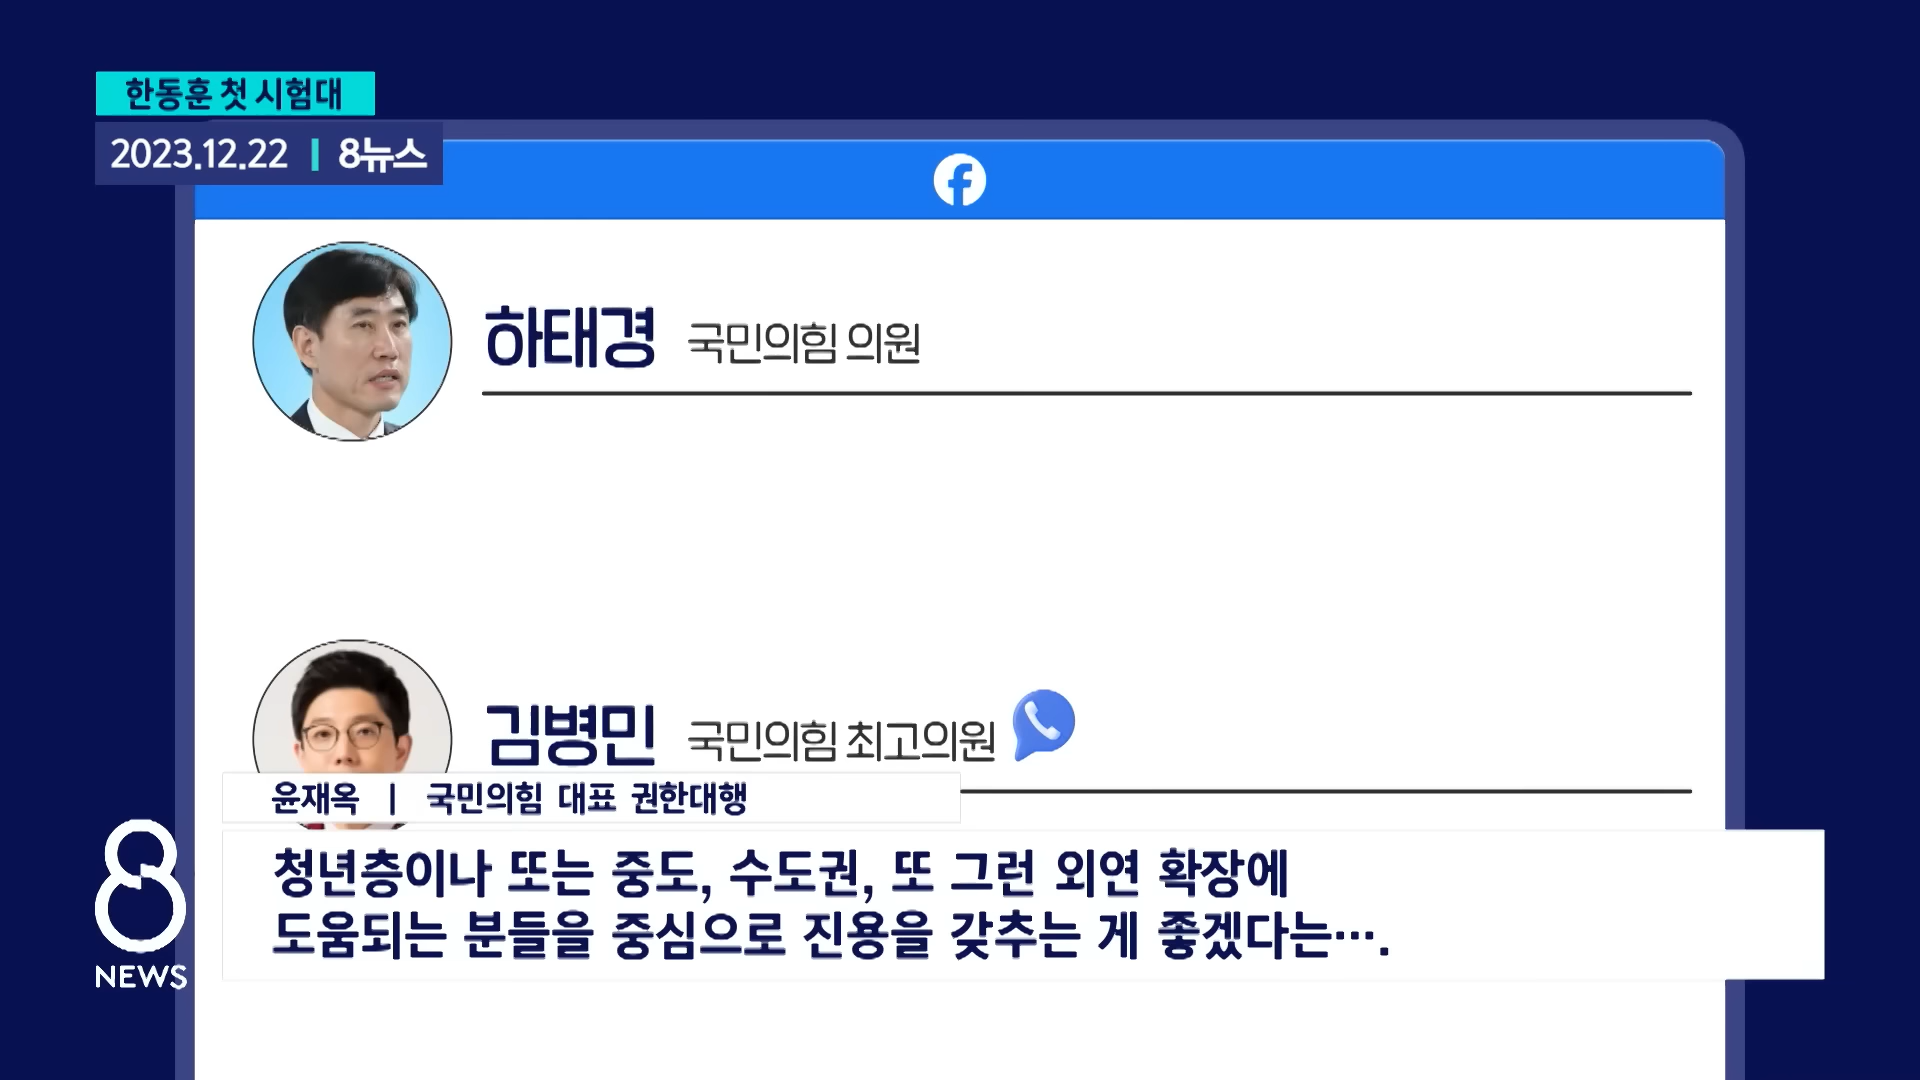 한동훈 첫 시험대
2023.12.22 | 8뉴스
하태경 국민의힘 의원
김병민 국민의힘 최고의원
윤재옥 | 국민의힘 대표 권한대행
청년층이나 또는 중도, 수도권, 또 그런 외연 확장에
도움되는 분들을 중심으로 진용을 갖추는 게 좋겠다는….
8
NEWS